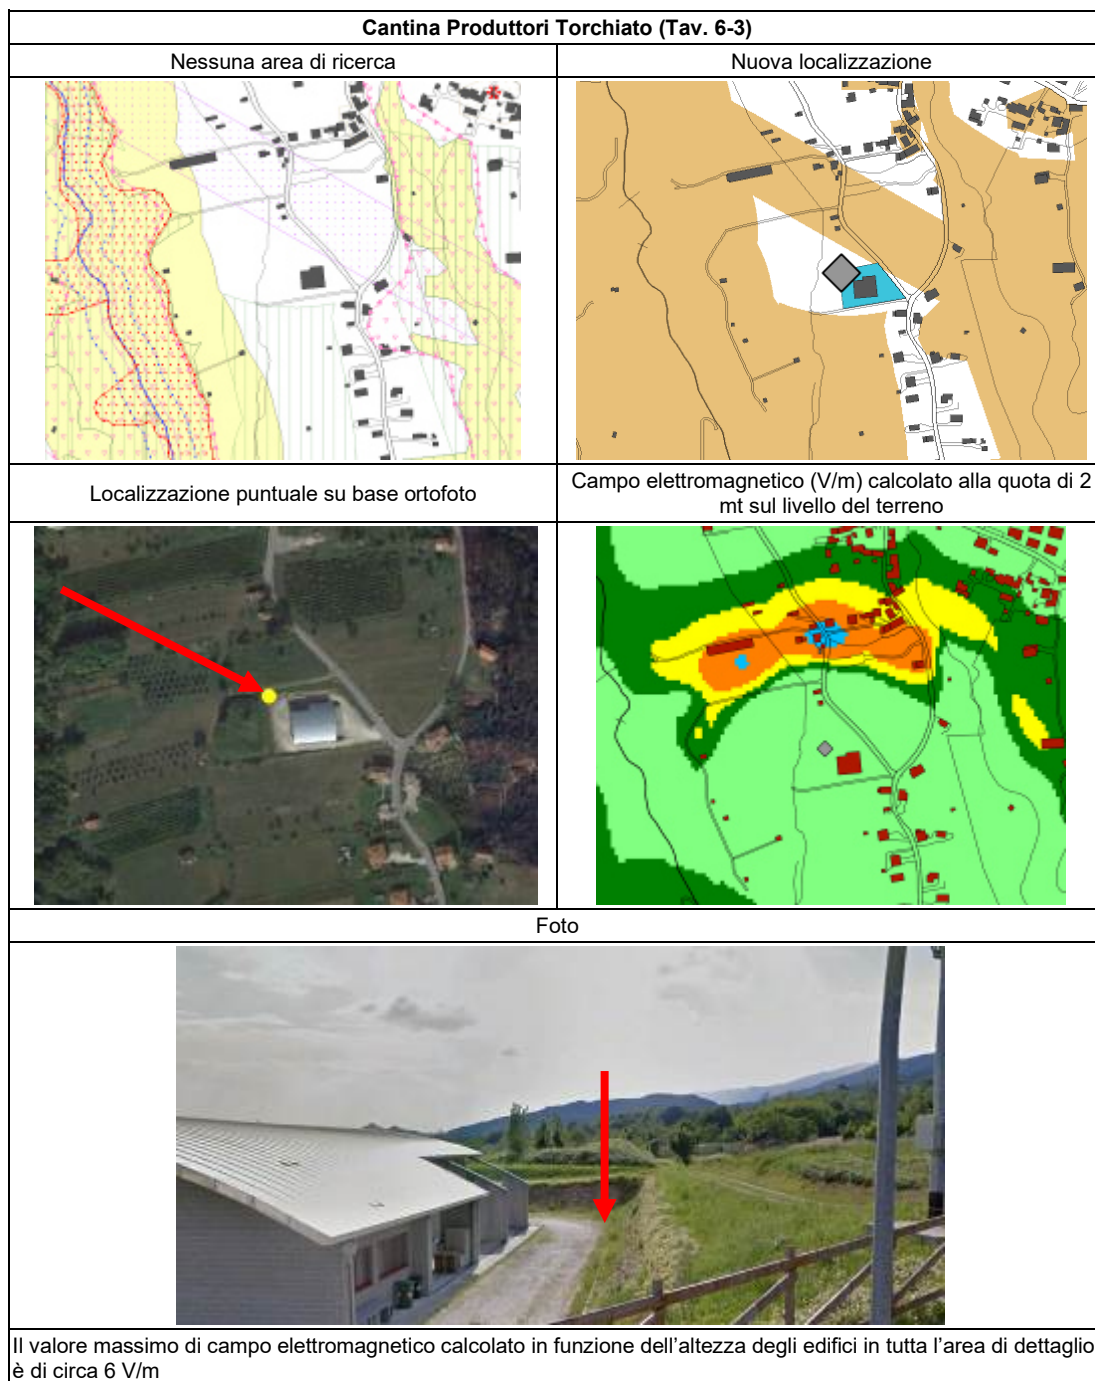 Cantina Produttori Torchiato (Tav. 6-3)
Nessuna area di ricerca
Nuova localizzazione
Localizzazione puntuale su base ortofoto
Campo elettromagnetico (V/m) calcolato alla quota di 2
mt sul livello del terreno
Foto
Il valore massimo di campo elettromagnetico calcolato in funzione dell'altezza degli edifici in tutta l'area di dettaglio
è di circa 6 V/m